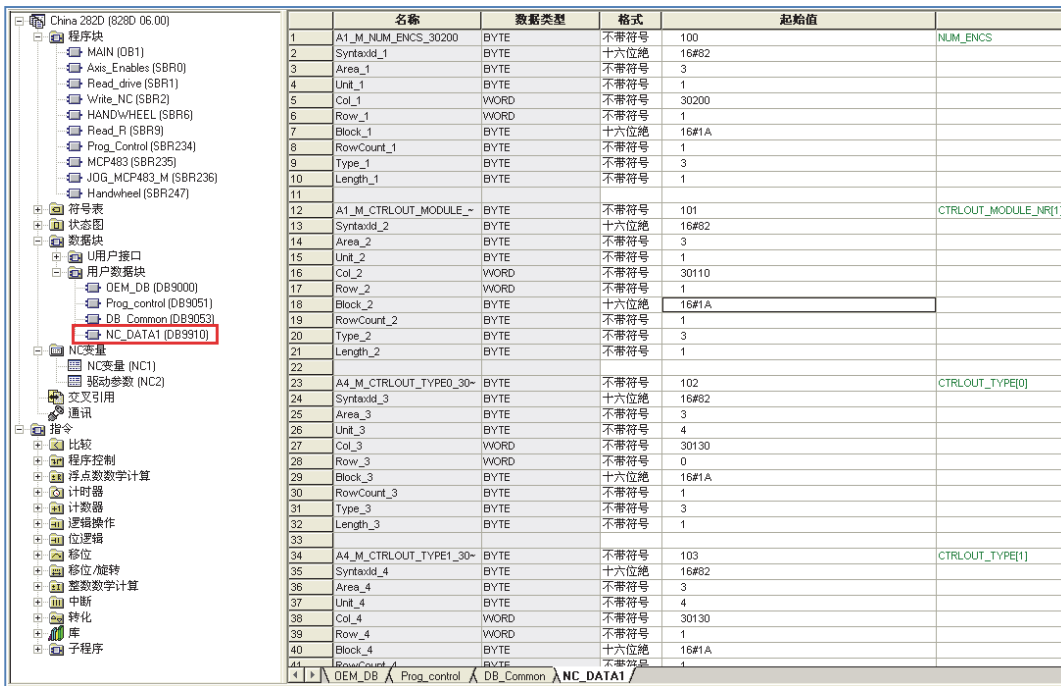 China 282D (828D 06.00)
程序块
MAIN (OB1)
Axis_Enables (SBR0)
Read_drive (SBR1)
Write_NC (SBR2)
HANDWHEEL (SBR6)
Read_R (SBR9)
Prog_Control (SBR234)
MCP483 (SBR235)
JOG_MCP483_M (SBR236)
Handwheel (SBR247)
符号表
状态图
数据块
U用户接口
用户数据块
OEM_DB (DB9000)
Prog_control (DB9051)
DB_Common (DB9053)
NC_DATA1 (DB9910)
NC变量
NC变量 (NC1)
驱动参数 (NC2)
交叉引用
通讯
指令
比较
程序控制
浮点数数学计算
计时器
计数器
逻辑操作
位逻辑
移位
移位/旋转
整数数学计算
中断
转化
库
子程序
名称 数据类型 格式 起始值
1 A1_M_NUM_ENCS_30200 BYTE 不带符号 100 NUM_ENCS
2 SyntaxId_1 BYTE 十六位绝 16#82
3 Area_1 BYTE 不带符号 3
4 Unit_1 BYTE 不带符号 1
5 Col_1 WORD 不带符号 30200
6 Row_1 WORD 不带符号 1
7 Block_1 BYTE 十六位绝 16#1A
8 RowCount_1 BYTE 不带符号 1
9 Type_1 BYTE 不带符号 3
10 Length_1 BYTE 不带符号 1
11
12 A1_M_CTRLOUT_MODULE_~ BYTE 不带符号 101 CTRLOUT_MODULE_NR[1]
13 SyntaxId_2 BYTE 十六位绝 16#82
14 Area_2 BYTE 不带符号 3
15 Unit_2 BYTE 不带符号 1
16 Col_2 WORD 不带符号 30110
17 Row_2 WORD 不带符号 1
18 Block_2 BYTE 十六位绝 16#1A
19 RowCount_2 BYTE 不带符号 1
20 Type_2 BYTE 不带符号 3
21 Length_2 BYTE 不带符号 1
22
23 A4_M_CTRLOUT_TYPE0_30~ BYTE 不带符号 102 CTRLOUT_TYPE[0]
24 SyntaxId_3 BYTE 十六位绝 16#82
25 Area_3 BYTE 不带符号 3
26 Unit_3 BYTE 不带符号 4
27 Col_3 WORD 不带符号 30130
28 Row_3 WORD 不带符号 0
29 Block_3 BYTE 十六位绝 16#1A
30 RowCount_3 BYTE 不带符号 1
31 Type_3 BYTE 不带符号 3
32 Length_3 BYTE 不带符号 1
33
34 A4_M_CTRLOUT_TYPE1_30~ BYTE 不带符号 103 CTRLOUT_TYPE[1]
35 SyntaxId_4 BYTE 十六位绝 16#82
36 Area_4 BYTE 不带符号 3
37 Unit_4 BYTE 不带符号 4
38 Col_4 WORD 不带符号 30130
39 Row_4 WORD 不带符号 1
40 Block_4 BYTE 十六位绝 16#1A
41 RowCount_4 BYTE 不带符号 1
OEM_DB Prog_control DB_Common NC_DATA1